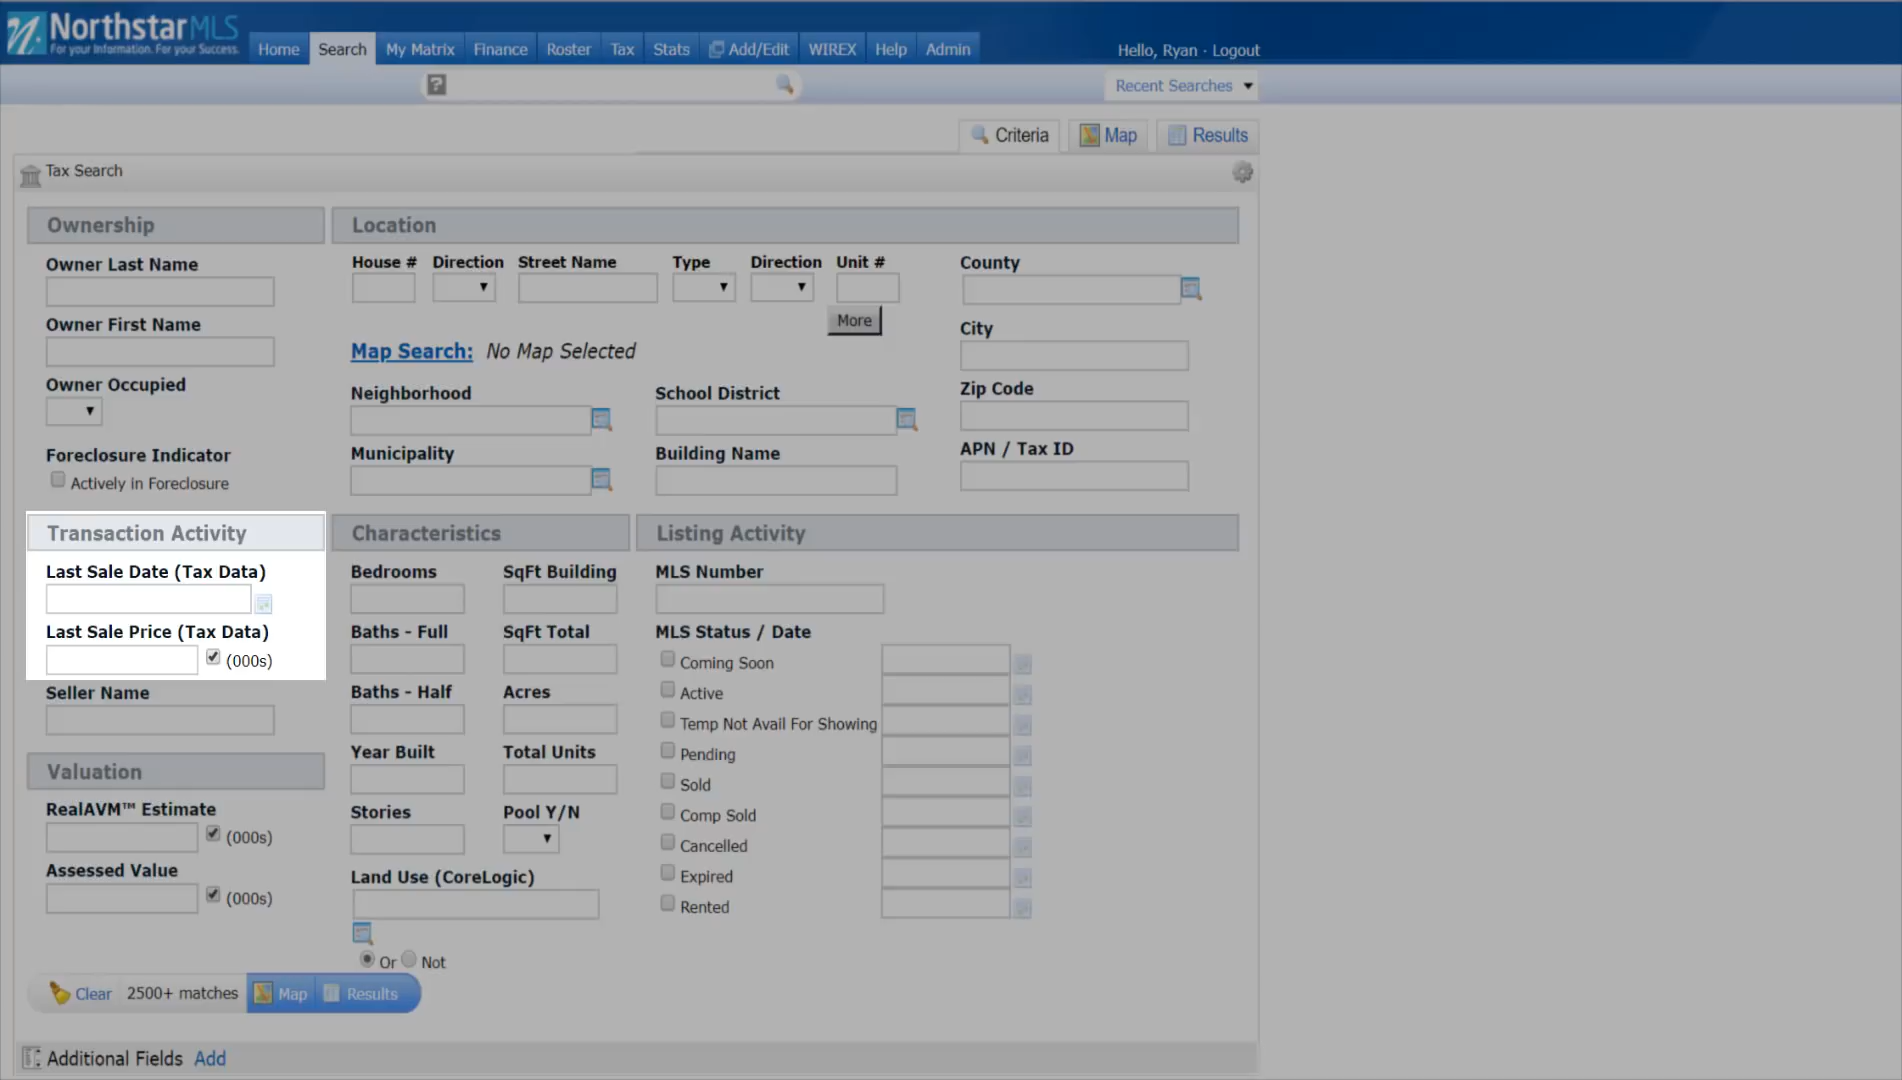 NorthstarMLS
For your Information. For your Success.
Home Search My Matrix Finance Roster Tax Stats Add/Edit WIREX Help Admin
Hello, Ryan · Logout
?
Recent Searches
Criteria Map Results
Tax Search
Ownership
Owner Last Name
Owner First Name
Owner Occupied
Foreclosure Indicator
Actively in Foreclosure
Location
House # Direction Street Name Type Direction Unit #
More
Map Search: No Map Selected
Neighborhood
School District
Municipality
Building Name
County
City
Zip Code
APN / Tax ID
Transaction Activity
Last Sale Date (Tax Data)
Last Sale Price (Tax Data)
(000s)
Seller Name
Valuation
RealAVM™ Estimate
(000s)
Assessed Value
(000s)
Characteristics
Bedrooms SqFt Building
Baths - Full SqFt Total
Baths - Half Acres
Year Built Total Units
Stories Pool Y/N
Land Use (CoreLogic)
Or Not
Listing Activity
MLS Number
MLS Status / Date
Coming Soon
Active
Temp Not Avail For Showing
Pending
Sold
Comp Sold
Cancelled
Expired
Rented
Clear 2500+ matches Map Results
Additional Fields Add